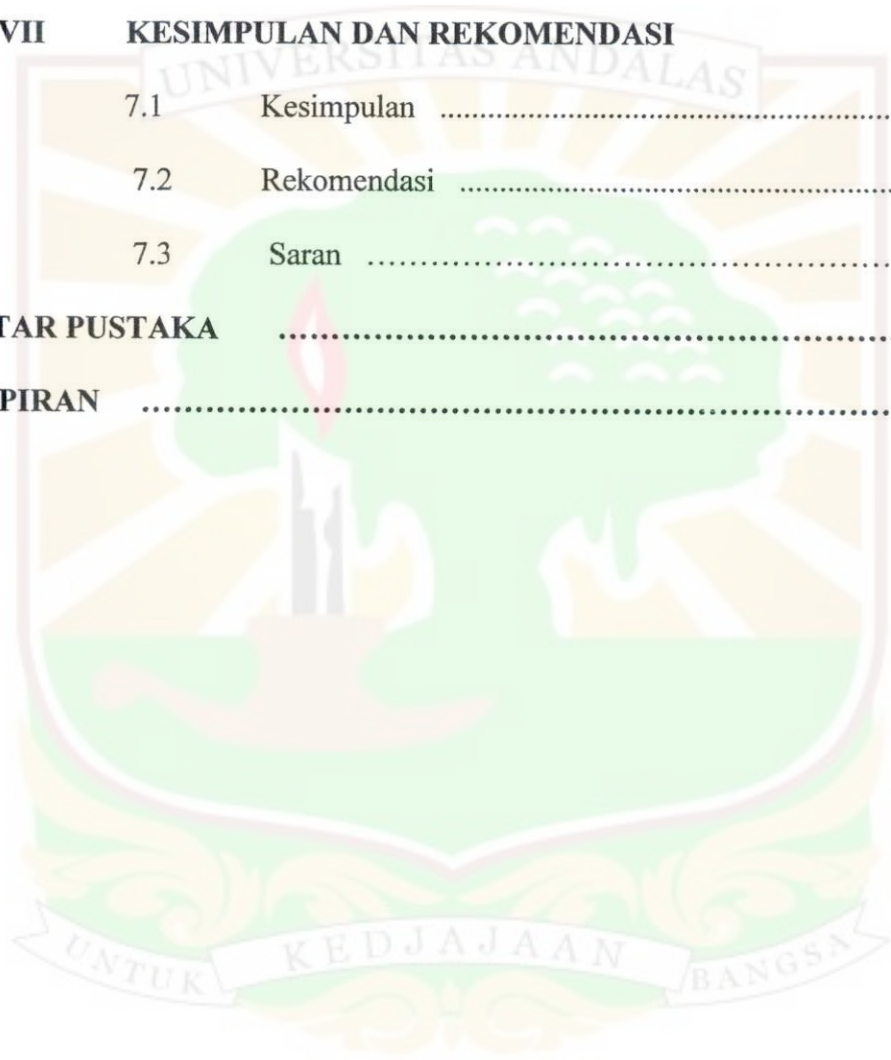 VII KESIMPULAN DAN REKOMENDASI
UNIVERSITAS ANDALAS
7.1 Kesimpulan ................................................
7.2 Rekomendasi ................................................
7.3 Saran ................................................
TAR PUSTAKA ................................................
PIRAN ................................................
UNTUK KEDJAJAAN BANGSA